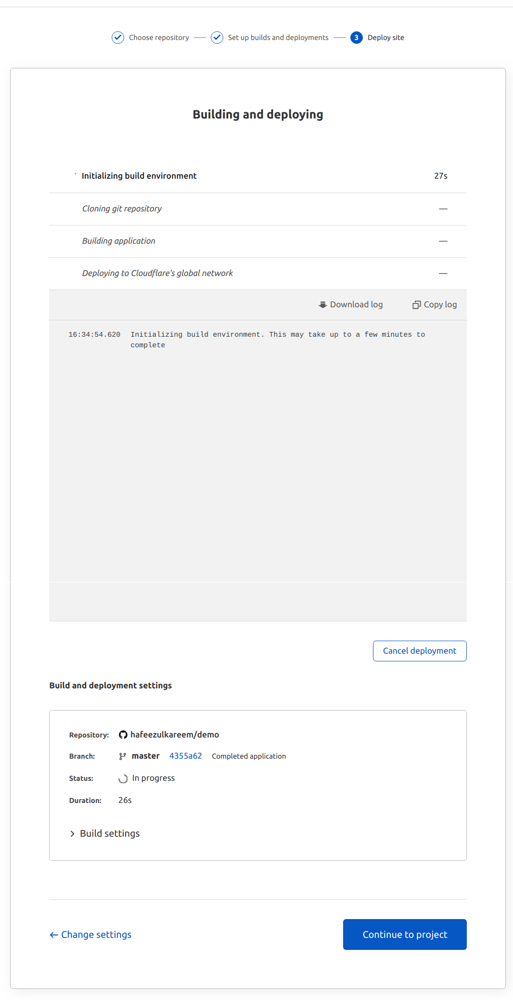 Choose repository — Set up builds and deployments — 3 Deploy site
Building and deploying
Initializing build environment 27s
Cloning git repository —
Building application —
Deploying to Cloudflare's global network —
Download log Copy log
16:34:54.620 Initializing build environment. This may take up to a few minutes to
complete
Cancel deployment
Build and deployment settings
Repository: hafeezulkareem/demo
Branch: master 4355a62 Completed application
Status: In progress
Duration: 26s
Build settings
← Change settings Continue to project